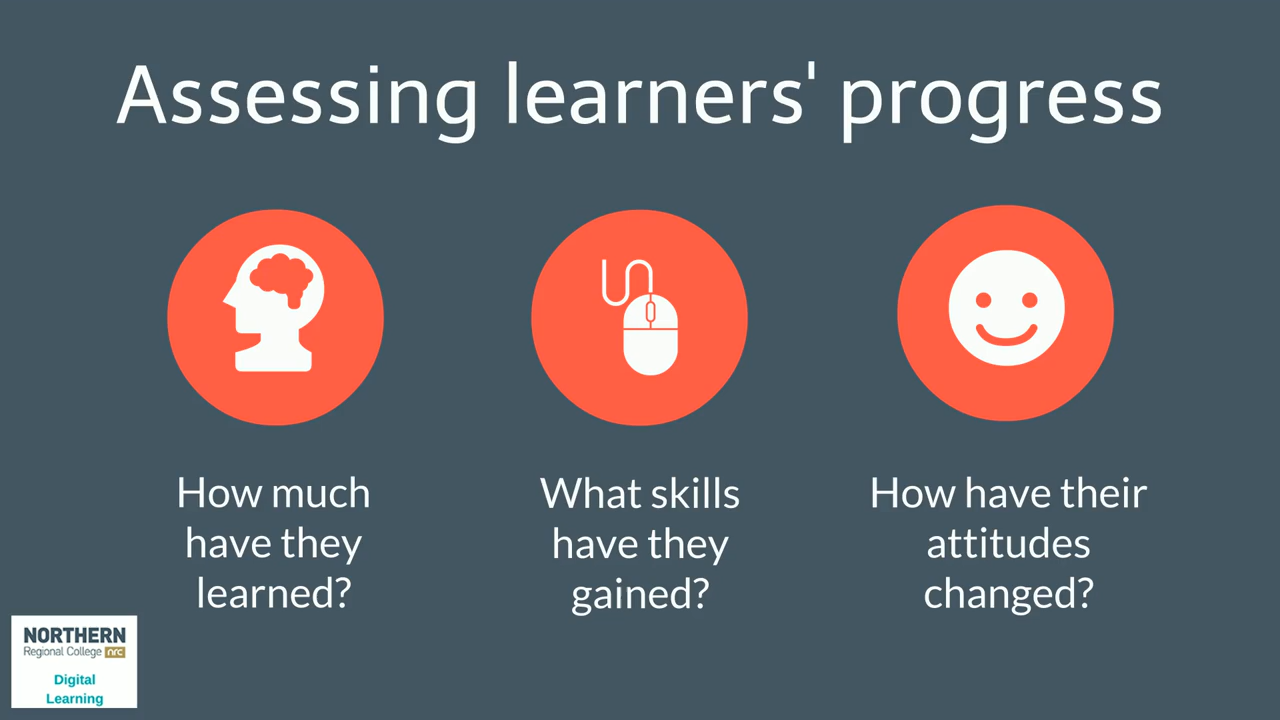 Assessing learners' progress
How much
have they
learned?
What skills
have they
gained?
How have their
attitudes
changed?
NORTHERN
Regional College nrc
Digital
Learning